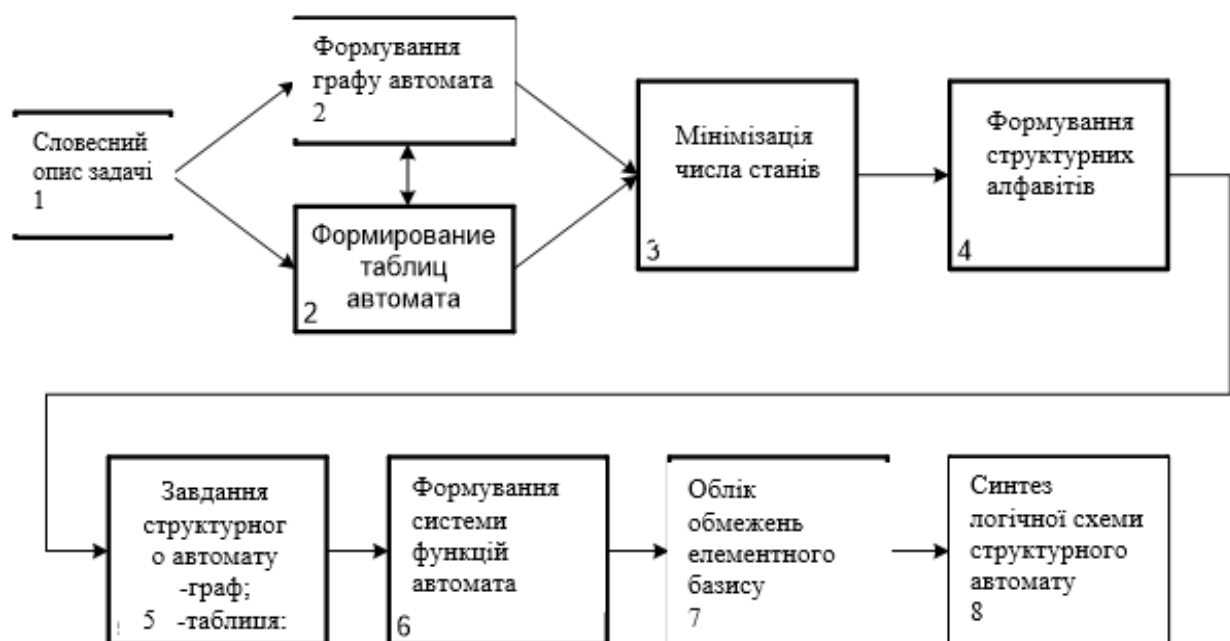 Формування
графу автомата
2
Словесний
опис задачі
1
Формирование
таблиц
автомата
2
Мінімізація
числа станів
3
Формування
структурних
алфавітів
4
Завдання
структурног
о автомату
-граф;
5 -таблиця:
Формування
системи
функцій
автомата
6
Облік
обмежень
елементного
базису
7
Синтез
логічної схеми
структурного
автомату
8